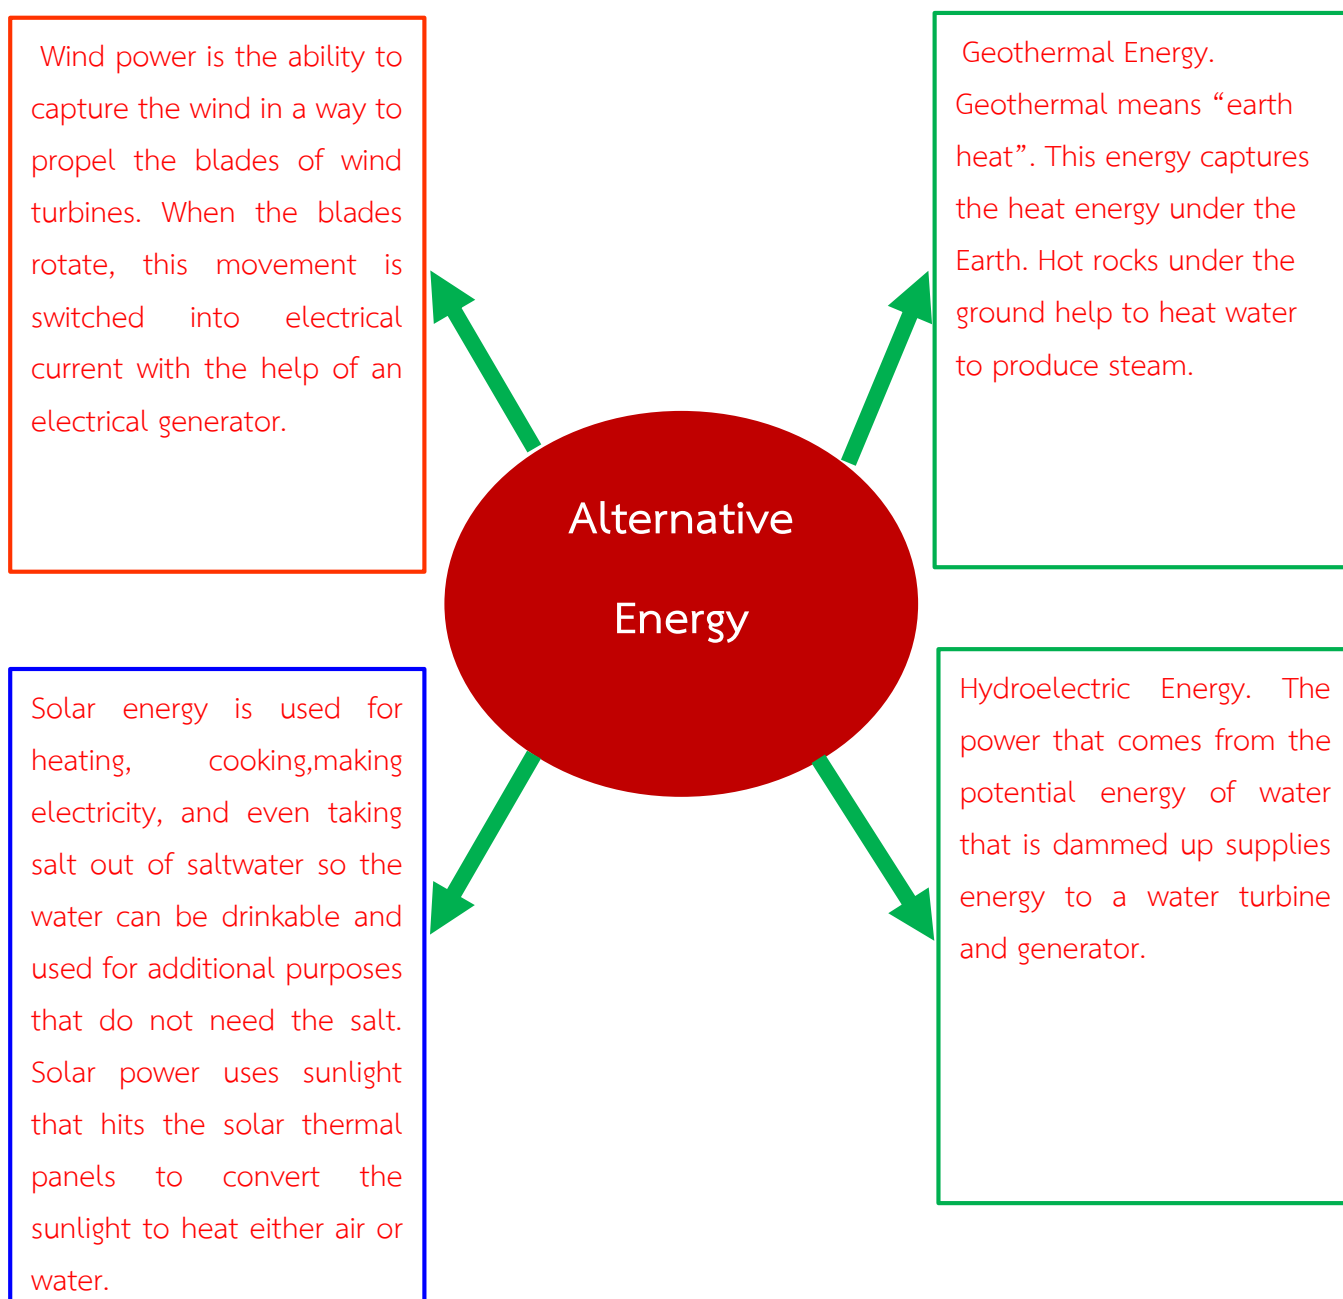 Wind power is the ability to
capture the wind in a way to
propel the blades of wind
turbines. When the blades
rotate, this movement is
switched into electrical
current with the help of an
electrical generator.
Geothermal Energy.
Geothermal means “earth
heat”. This energy captures
the heat energy under the
Earth. Hot rocks under the
ground help to heat water
to produce steam.
Alternative
Energy
Solar energy is used for
heating, cooking,making
electricity, and even taking
salt out of saltwater so the
water can be drinkable and
used for additional purposes
that do not need the salt.
Solar power uses sunlight
that hits the solar thermal
panels to convert the
sunlight to heat either air or
water.
Hydroelectric Energy. The
power that comes from the
potential energy of water
that is dammed up supplies
energy to a water turbine
and generator.